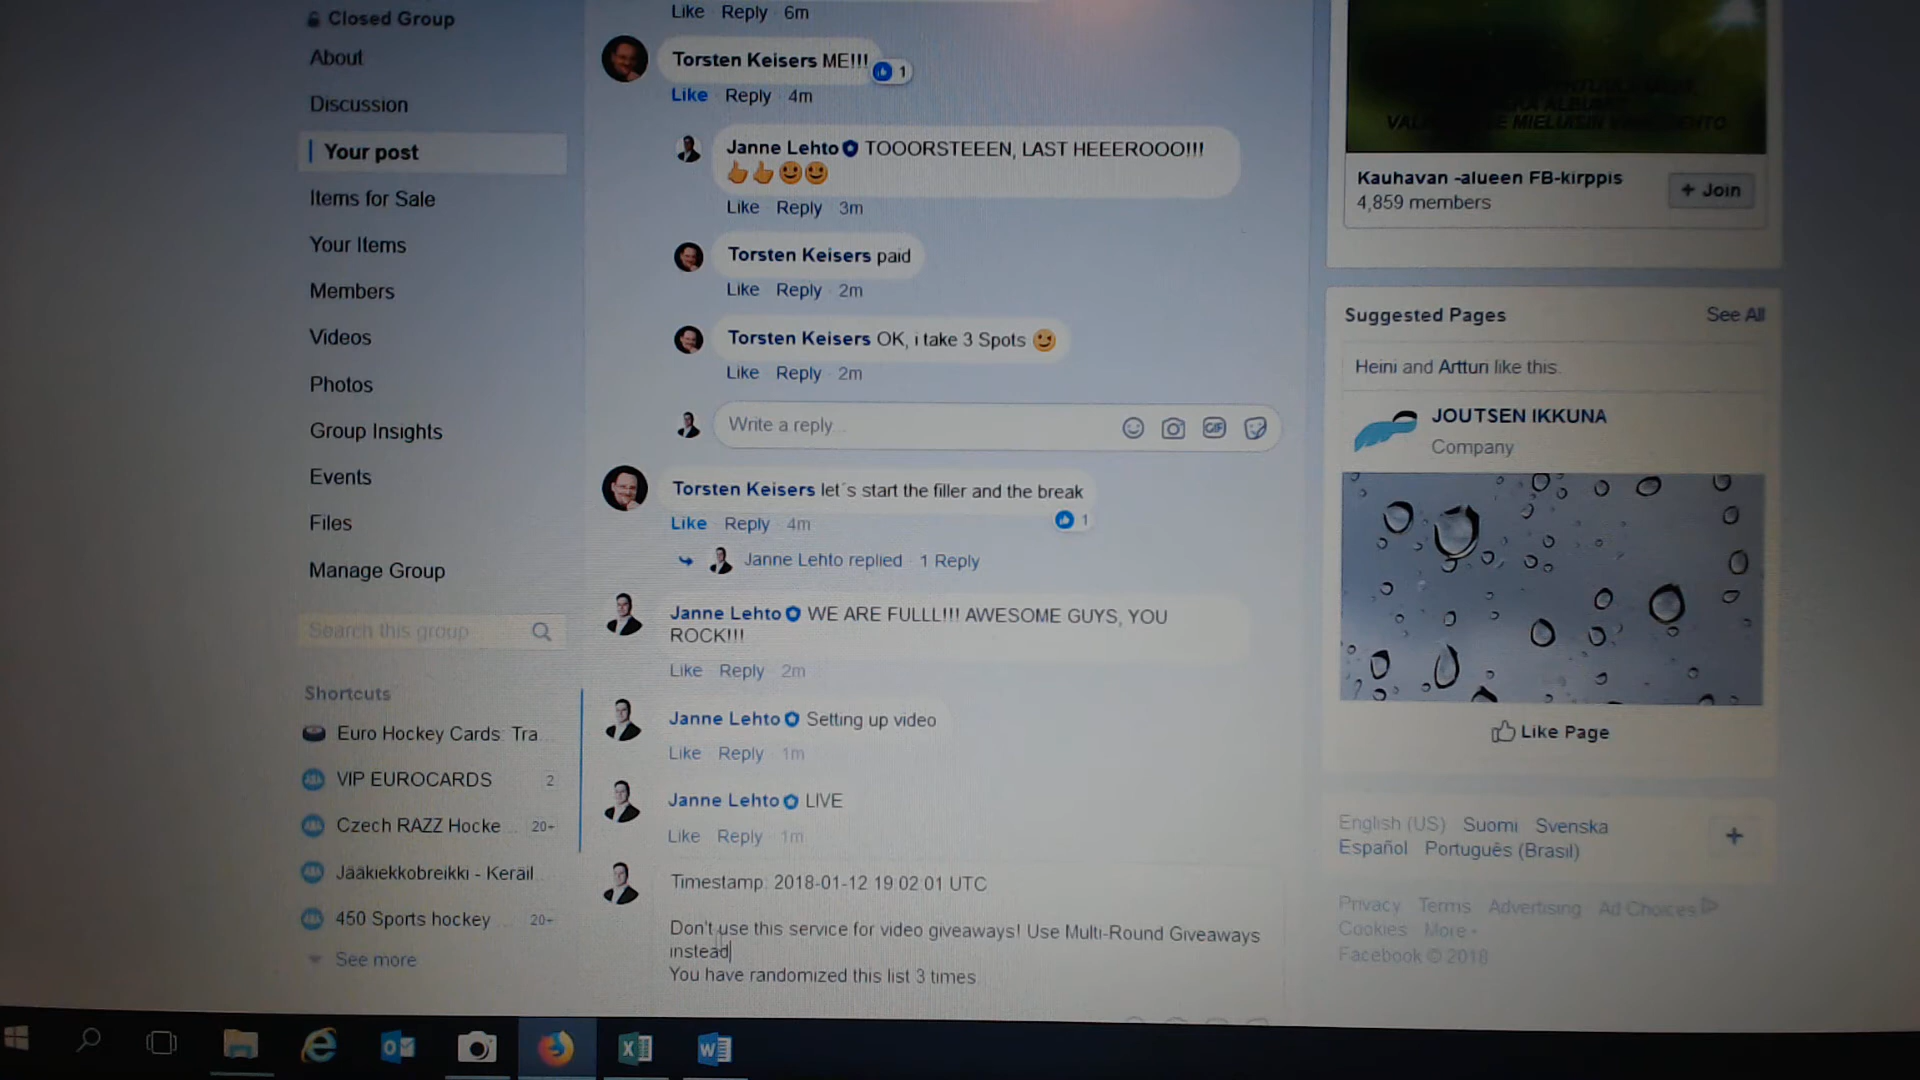 Closed Group
About
Discussion
Your post
Items for Sale
Your Items
Members
Videos
Photos
Group Insights
Events
Files
Manage Group
Search this group
Shortcuts
Euro Hockey Cards: Tra...
VIP EUROCARDS 2
Czech RAZZ Hocke... 20+
Jääkiekkobreikki - Keräil...
450 Sports hockey ... 20+
See more
Like Reply 6m
Torsten Keisers ME!!! 1
Like Reply 4m
Janne Lehto TOOORSTEEEN, LAST HEEEROOO!!!
Like Reply 3m
Torsten Keisers paid
Like Reply 2m
Torsten Keisers OK, i take 3 Spots
Like Reply 2m
Write a reply...
GIF
Torsten Keisers let´s start the filler and the break
1
Like Reply 4m
Janne Lehto replied · 1 Reply
Janne Lehto WE ARE FULLL!!! AWESOME GUYS, YOU
ROCK!!!
Like Reply 2m
Janne Lehto Setting up video
Like Reply 1m
Janne Lehto LIVE
Like Reply 1m
Timestamp: 2018-01-12 19:02:01 UTC
Don't use this service for video giveaways! Use Multi-Round Giveaways
instead
You have randomized this list 3 times
Kauhavan -alueen FB-kirppis
4,859 members
+ Join
Suggested Pages See All
Heini and Artturi like this.
JOUTSEN IKKUNA
Company
Like Page
English (US) Suomi Svenska
Español Português (Brasil)
Privacy Terms Advertising Ad Choices
Cookies More
Facebook © 2018